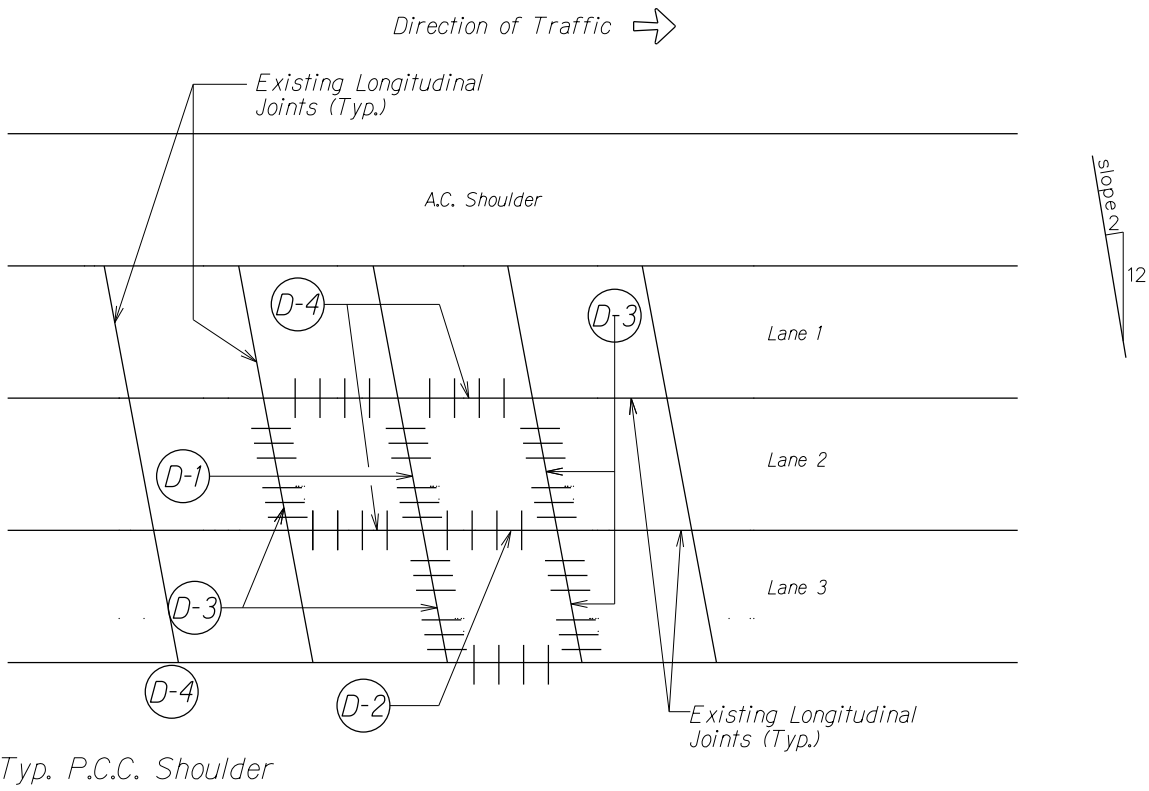 Direction of Traffic
Existing Longitudinal
Joints (Typ.)
A.C. Shoulder
slope
2
12
D-4
D-3
Lane 1
D-1
Lane 2
D-3
Lane 3
D-4
D-2
Existing Longitudinal
Joints (Typ.)
Typ. P.C.C. Shoulder